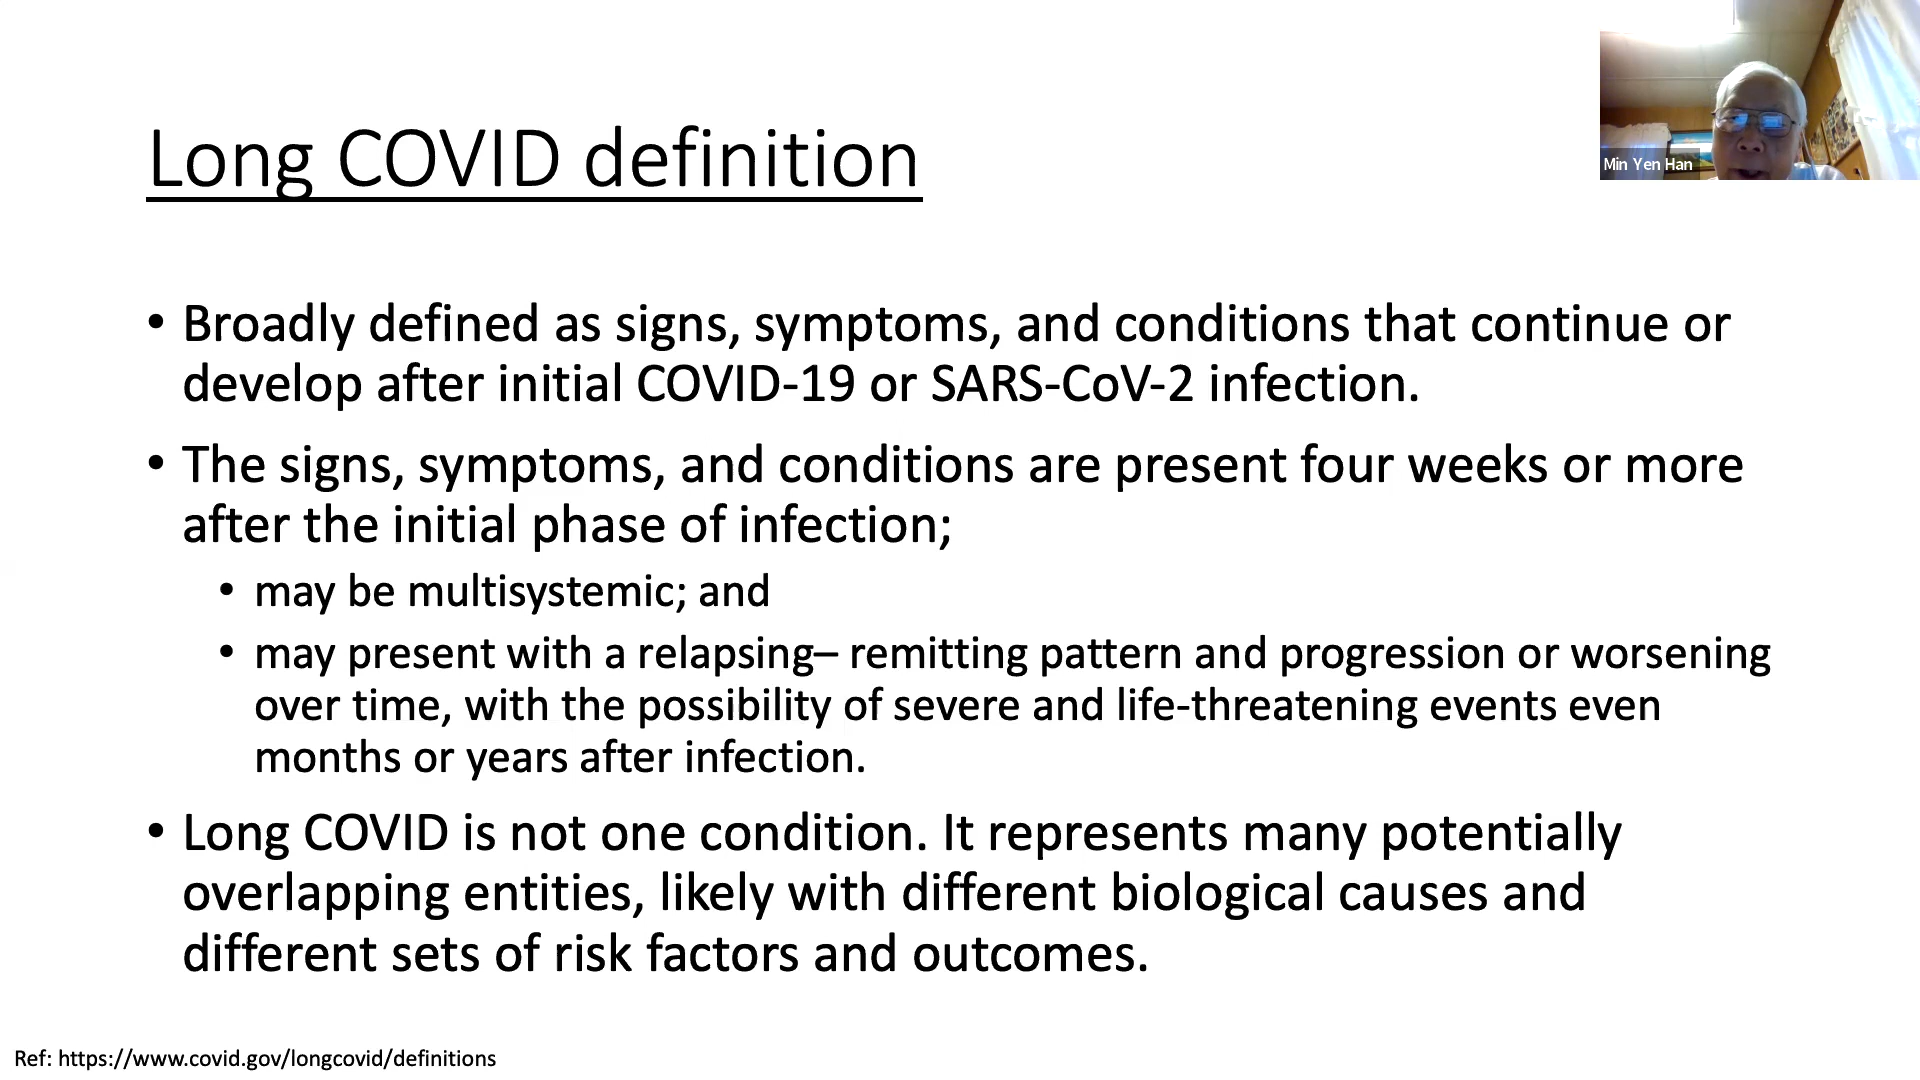 Long COVID definition
Min Yen Han
• Broadly defined as signs, symptoms, and conditions that continue or
develop after initial COVID-19 or SARS-CoV-2 infection.
• The signs, symptoms, and conditions are present four weeks or more
after the initial phase of infection;
• may be multisystemic; and
• may present with a relapsing– remitting pattern and progression or worsening
over time, with the possibility of severe and life-threatening events even
months or years after infection.
• Long COVID is not one condition. It represents many potentially
overlapping entities, likely with different biological causes and
different sets of risk factors and outcomes.
Ref: https://www.covid.gov/longcovid/definitions